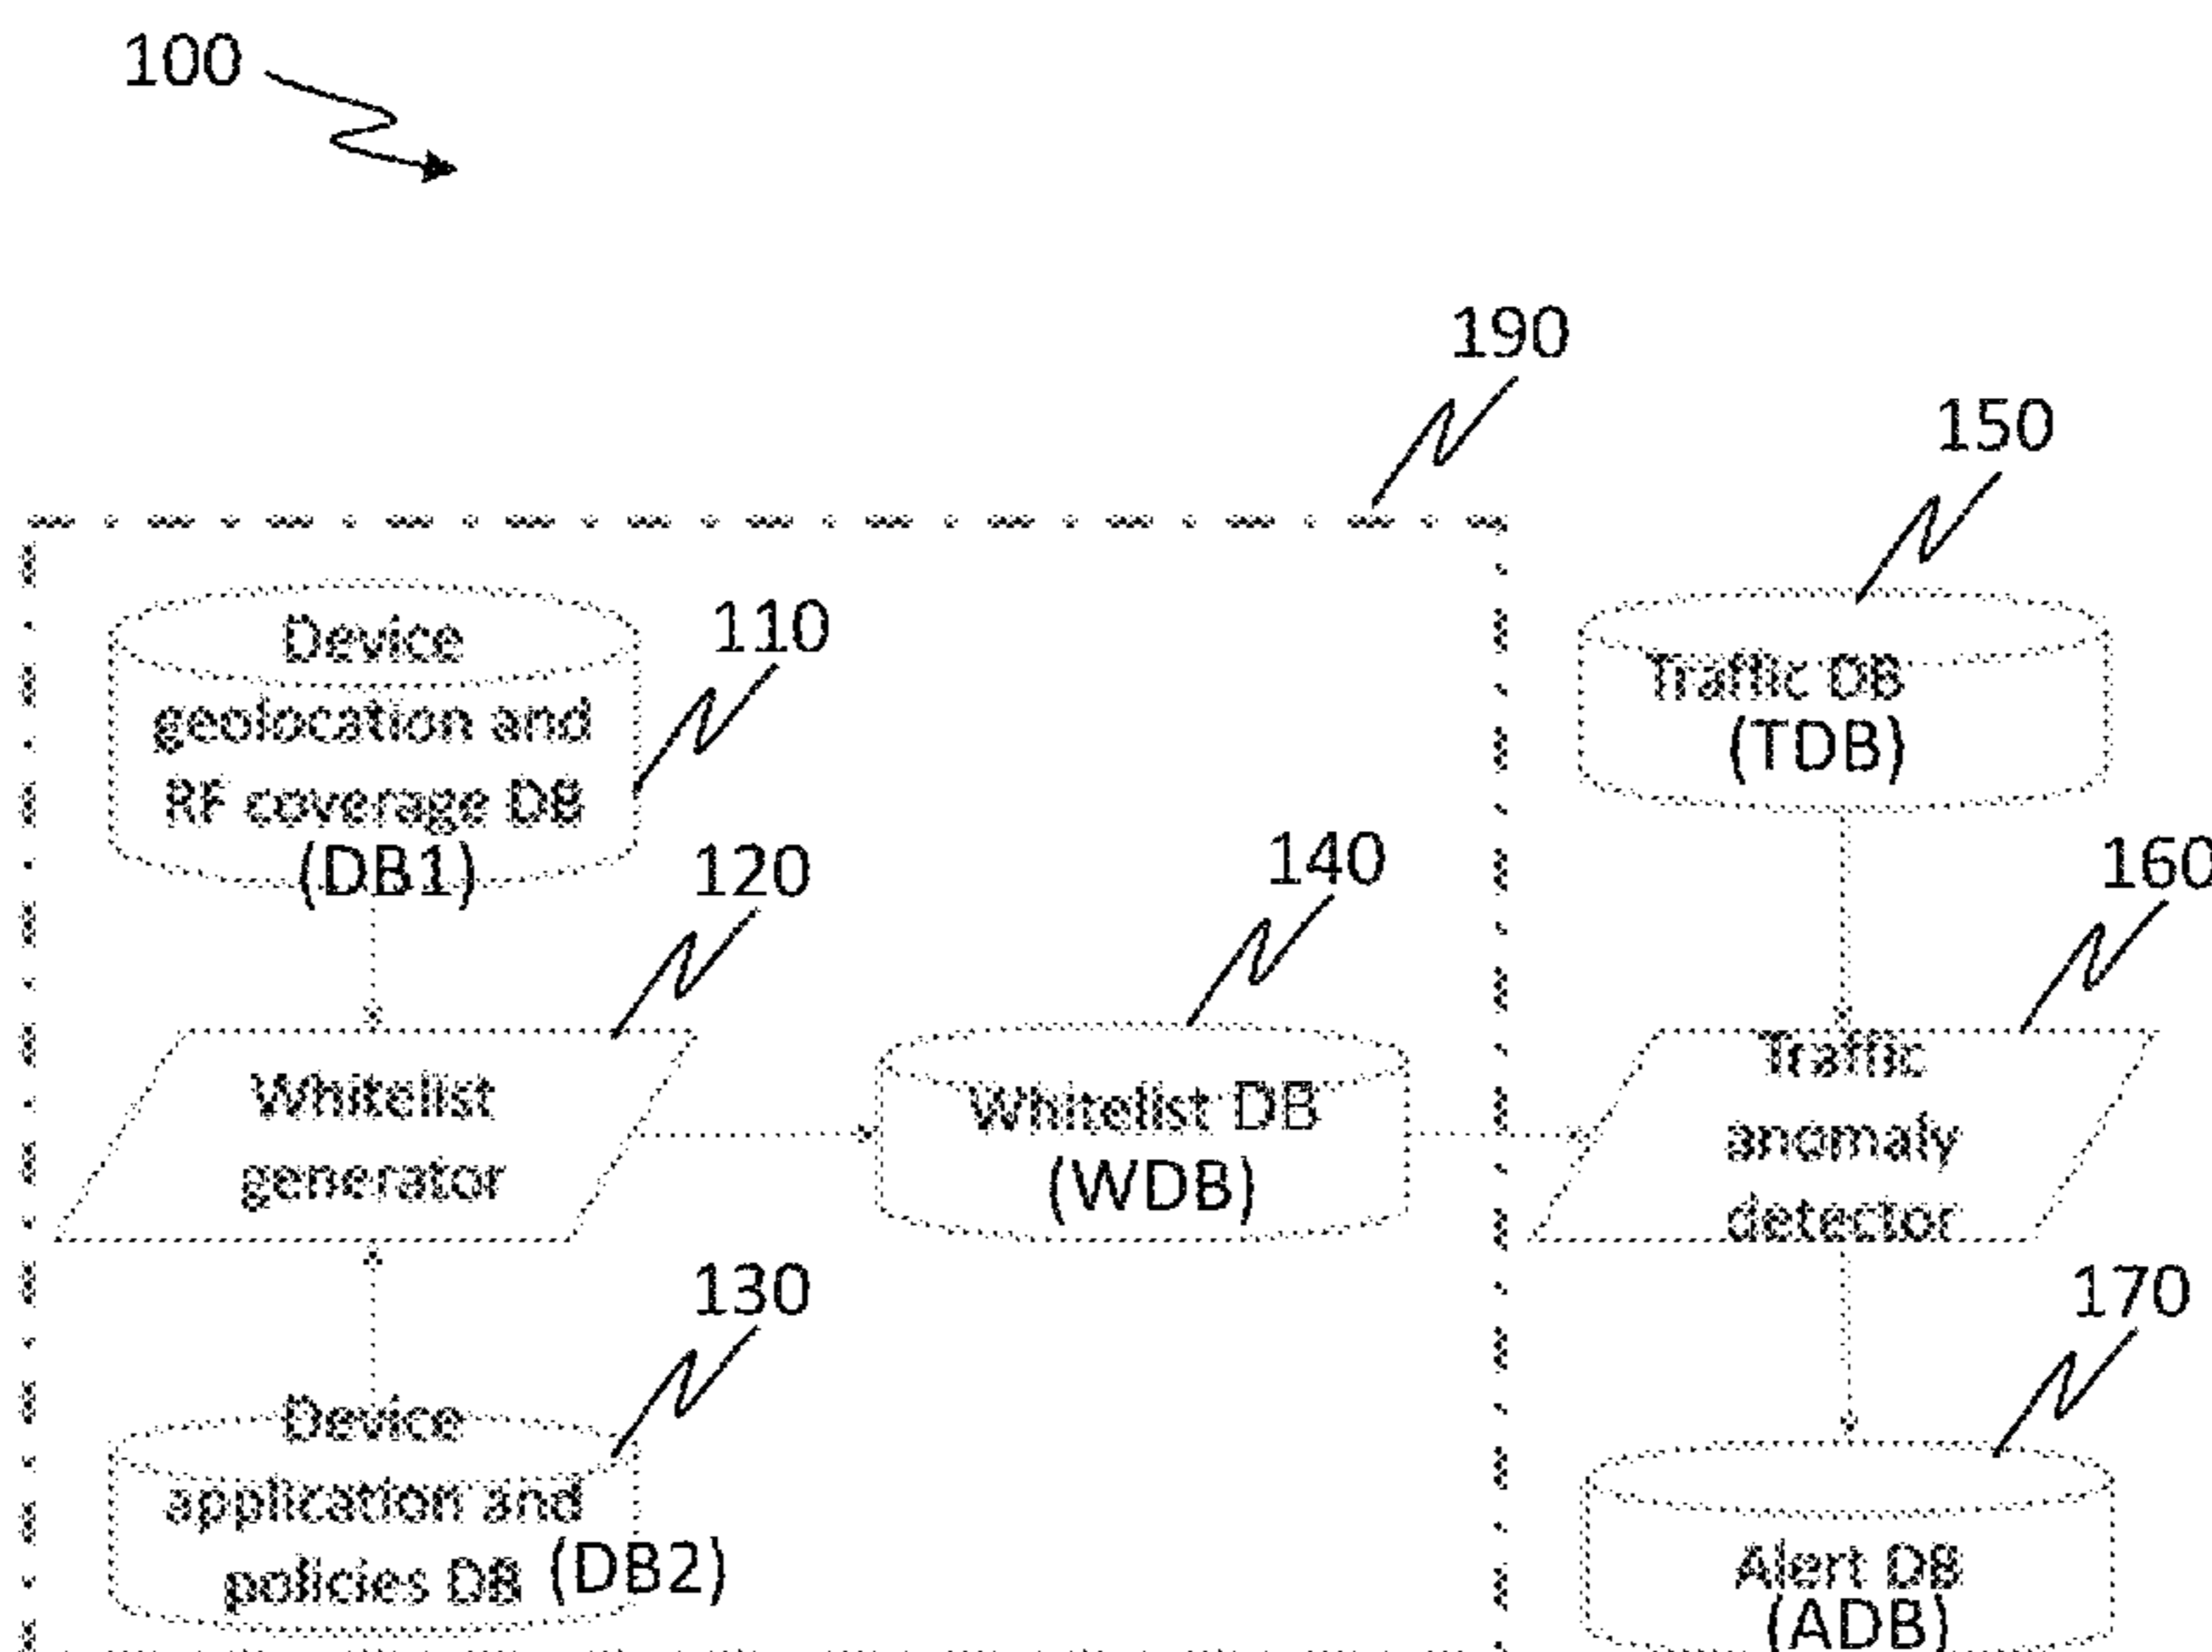 100
190
150
110
Device
geolocation and
RF coverage DB
(DB1)
Traffic DB
(TDB)
120
140
160
Whitelist
generator
Whitelist DB
(WDB)
Traffic
anomaly
detector
130
170
Device
application and
policies DB (DB2)
Alert DB
(ADB)